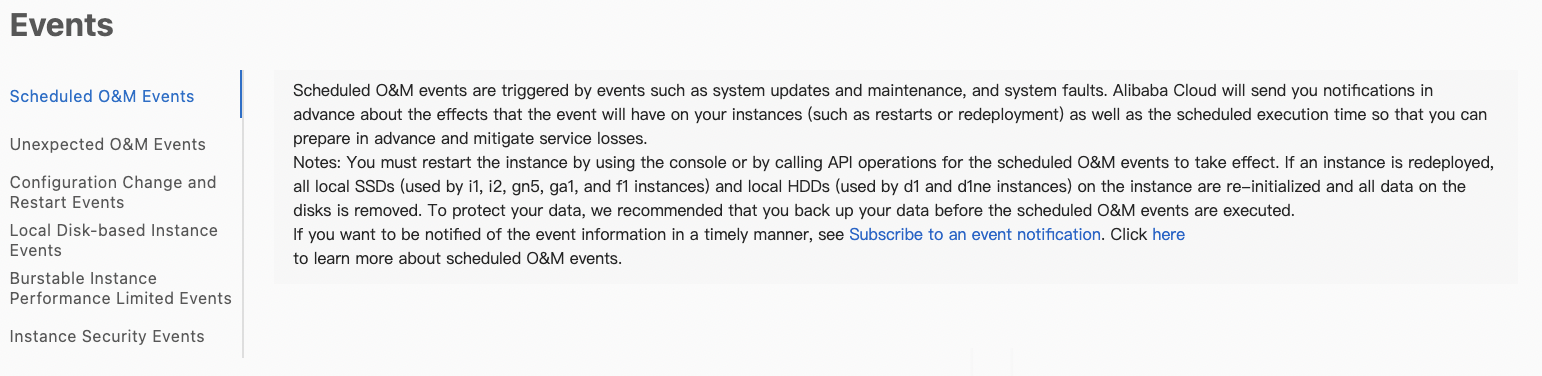 Events
Scheduled O&M Events
Unexpected O&M Events
Configuration Change and
Restart Events
Local Disk-based Instance
Events
Burstable Instance
Performance Limited Events
Instance Security Events
Scheduled O&M events are triggered by events such as system updates and maintenance, and system faults. Alibaba Cloud will send you notifications in
advance about the effects that the event will have on your instances (such as restarts or redeployment) as well as the scheduled execution time so that you can
prepare in advance and mitigate service losses.
Notes: You must restart the instance by using the console or by calling API operations for the scheduled O&M events to take effect. If an instance is redeployed,
all local SSDs (used by i1, i2, gn5, ga1, and f1 instances) and local HDDs (used by d1 and d1ne instances) on the instance are re-initialized and all data on the
disks is removed. To protect your data, we recommended that you back up your data before the scheduled O&M events are executed.
If you want to be notified of the event information in a timely manner, see Subscribe to an event notification. Click here
to learn more about scheduled O&M events.